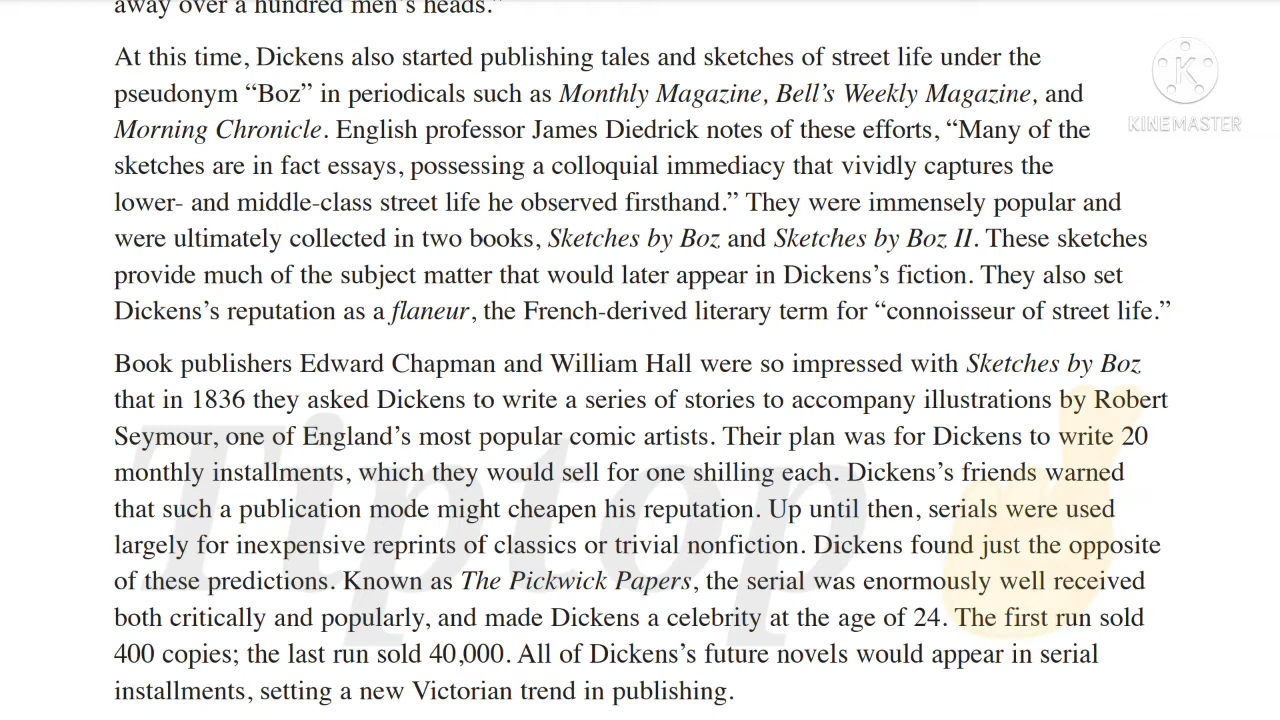 away over a hundred men's heads."
At this time, Dickens also started publishing tales and sketches of street life under the
pseudonym “Boz” in periodicals such as Monthly Magazine, Bell’s Weekly Magazine, and
Morning Chronicle. English professor James Diedrick notes of these efforts, “Many of the
sketches are in fact essays, possessing a colloquial immediacy that vividly captures the
lower- and middle-class street life he observed firsthand.” They were immensely popular and
were ultimately collected in two books, Sketches by Boz and Sketches by Boz II. These sketches
provide much of the subject matter that would later appear in Dickens’s fiction. They also set
Dickens’s reputation as a flaneur, the French-derived literary term for “connoisseur of street life.”
Book publishers Edward Chapman and William Hall were so impressed with Sketches by Boz
that in 1836 they asked Dickens to write a series of stories to accompany illustrations by Robert
Seymour, one of England’s most popular comic artists. Their plan was for Dickens to write 20
monthly installments, which they would sell for one shilling each. Dickens’s friends warned
that such a publication mode might cheapen his reputation. Up until then, serials were used
largely for inexpensive reprints of classics or trivial nonfiction. Dickens found just the opposite
of these predictions. Known as The Pickwick Papers, the serial was enormously well received
both critically and popularly, and made Dickens a celebrity at the age of 24. The first run sold
400 copies; the last run sold 40,000. All of Dickens’s future novels would appear in serial
installments, setting a new Victorian trend in publishing.
K
KINEMASTER
Tiptop